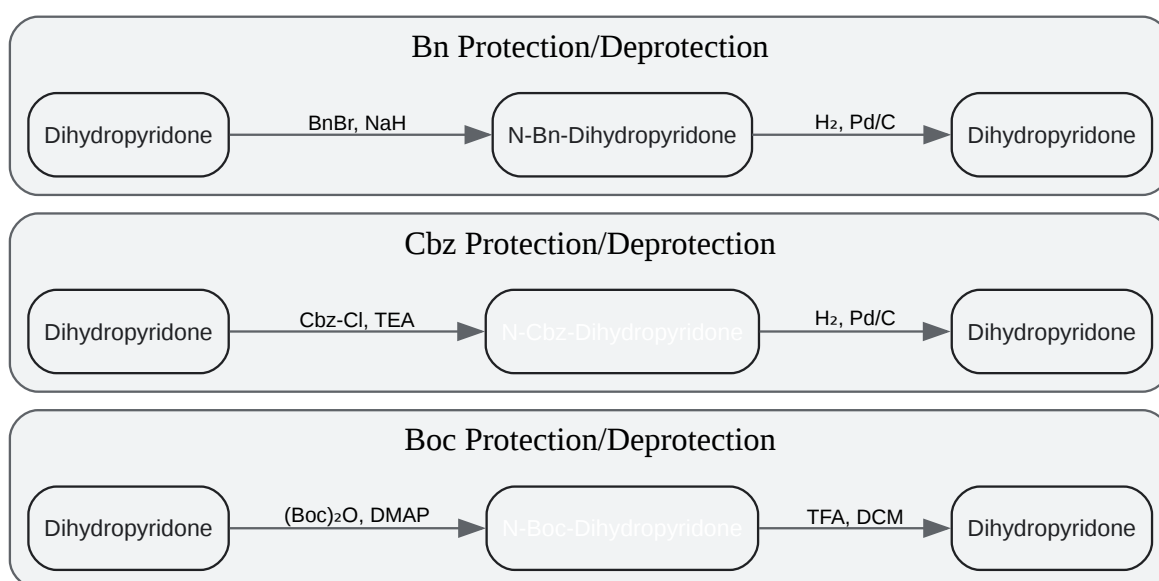 Bn Protection/Deprotection
Dihydropyridone
BnBr, NaH
N-Bn-Dihydropyridone
H₂, Pd/C
Dihydropyridone
Cbz Protection/Deprotection
Dihydropyridone
Cbz-Cl, TEA
N-Cbz-Dihydropyridone
H₂, Pd/C
Dihydropyridone
Boc Protection/Deprotection
Dihydropyridone
(Boc)₂O, DMAP
N-Boc-Dihydropyridone
TFA, DCM
Dihydropyridone